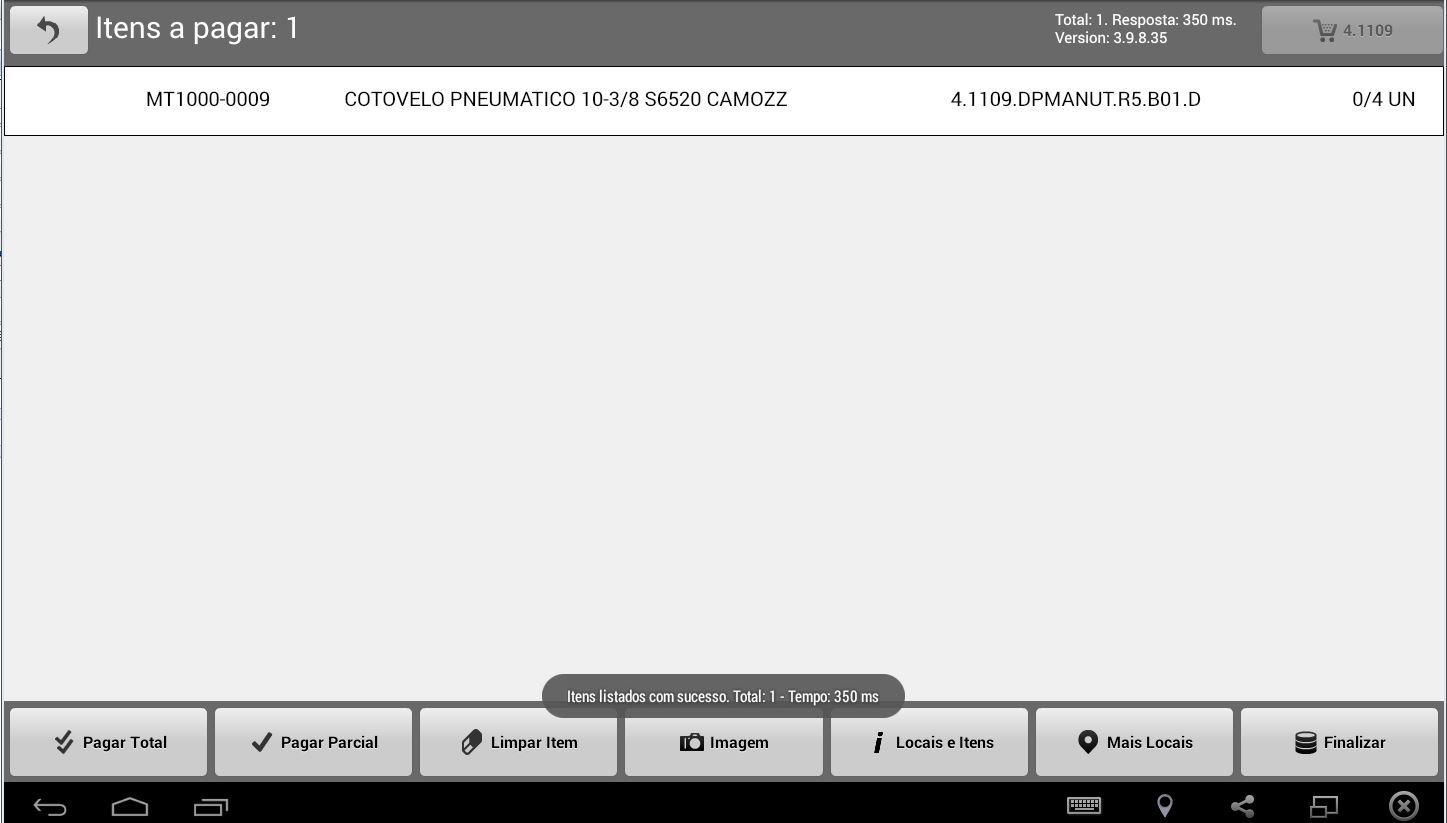 Itens a pagar: 1
Total: 1. Resposta: 350 ms.
Version: 3.9.8.35
4.1109
MT1000-0009 COTOVELO PNEUMATICO 10-3/8 S6520 CAMOZZ 4.1109.DPMANUT.R5.B01.D 0/4 UN
Itens listados com sucesso. Total: 1 - Tempo: 350 ms
Pagar Total Pagar Parcial Limpar Item Imagem Locais e Itens Mais Locais Finalizar